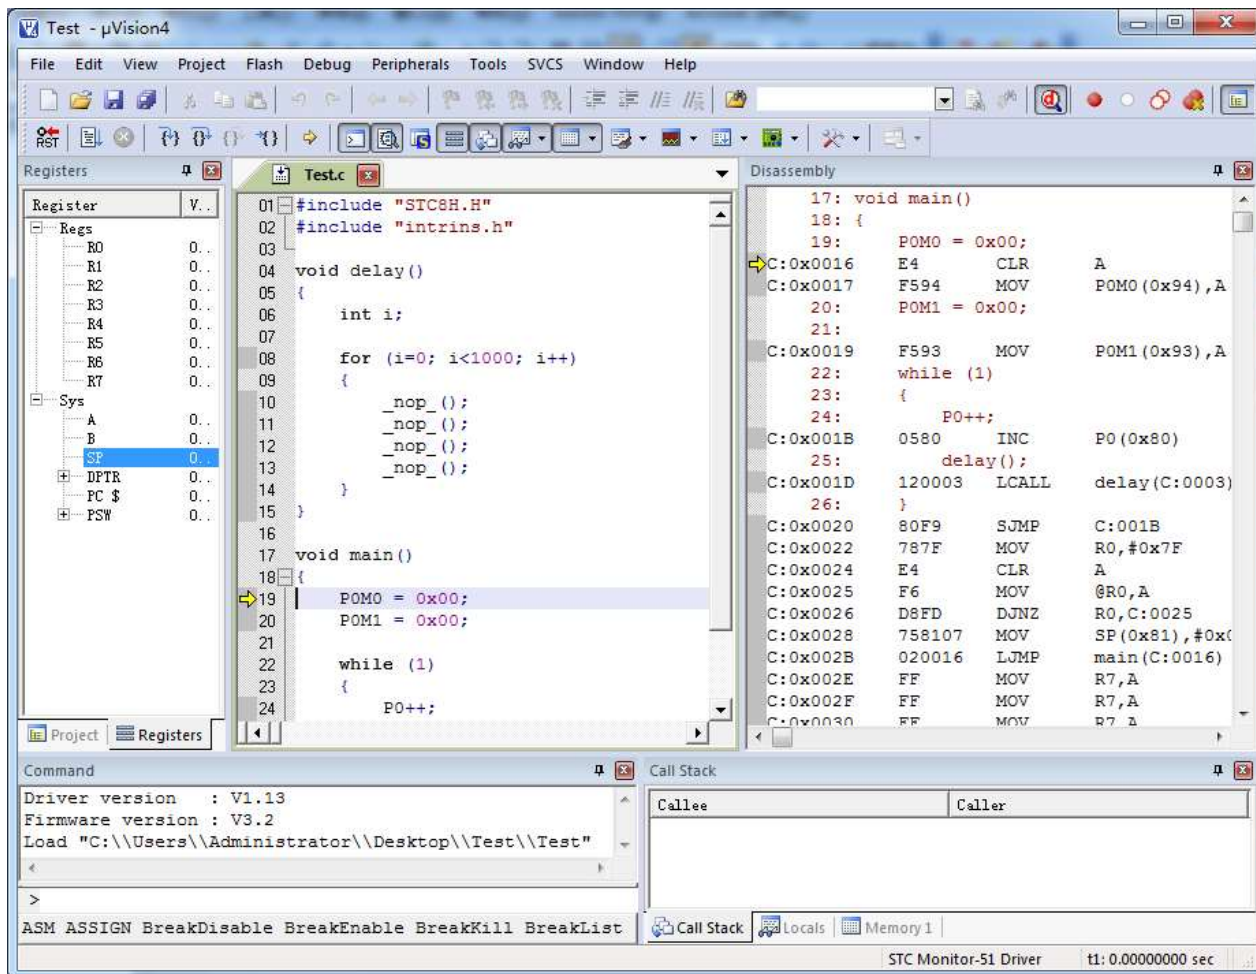 Test - µVision4
File Edit View Project Flash Debug Peripherals Tools SVCS Window Help
RST
Registers
Register V..
Regs
R0 0..
R1 0..
R2 0..
R3 0..
R4 0..
R5 0..
R6 0..
R7 0..
Sys
A 0..
B 0..
SP 0..
DPTR 0..
PC $ 0..
PSW 0..
Project Registers
Test.c
01 #include "STC8H.H"
02 #include "intrins.h"
03
04 void delay()
05 {
06 int i;
07
08 for (i=0; i<1000; i++)
09 {
10 _nop_();
11 _nop_();
12 _nop_();
13 _nop_();
14 }
15 }
16
17 void main()
18 {
19 P0M0 = 0x00;
20 P0M1 = 0x00;
21
22 while (1)
23 {
24 P0++;
Disassembly
17: void main()
18: {
19: P0M0 = 0x00;
C:0x0016 E4 CLR A
C:0x0017 F594 MOV P0M0(0x94),A
20: P0M1 = 0x00;
21:
C:0x0019 F593 MOV P0M1(0x93),A
22: while (1)
23: {
24: P0++;
C:0x001B 0580 INC P0(0x80)
25: delay();
C:0x001D 120003 LCALL delay(C:0003)
26: }
C:0x0020 80F9 SJMP C:001B
C:0x0022 787F MOV R0,#0x7F
C:0x0024 E4 CLR A
C:0x0025 F6 MOV @R0,A
C:0x0026 D8FD DJNZ R0,C:0025
C:0x0028 758107 MOV SP(0x81),#0x0
C:0x002B 020016 LJMP main(C:0016)
C:0x002E FF MOV R7,A
C:0x002F FF MOV R7,A
C:0x0030 FF MOV R7,A
Command
Driver version : V1.13
Firmware version : V3.2
Load "C:\\Users\\Administrator\\Desktop\\Test\\Test"
>
ASM ASSIGN BreakDisable BreakEnable BreakKill BreakList
Call Stack
Callee Caller
Call Stack Locals Memory 1
STC Monitor-51 Driver t1: 0.00000000 sec